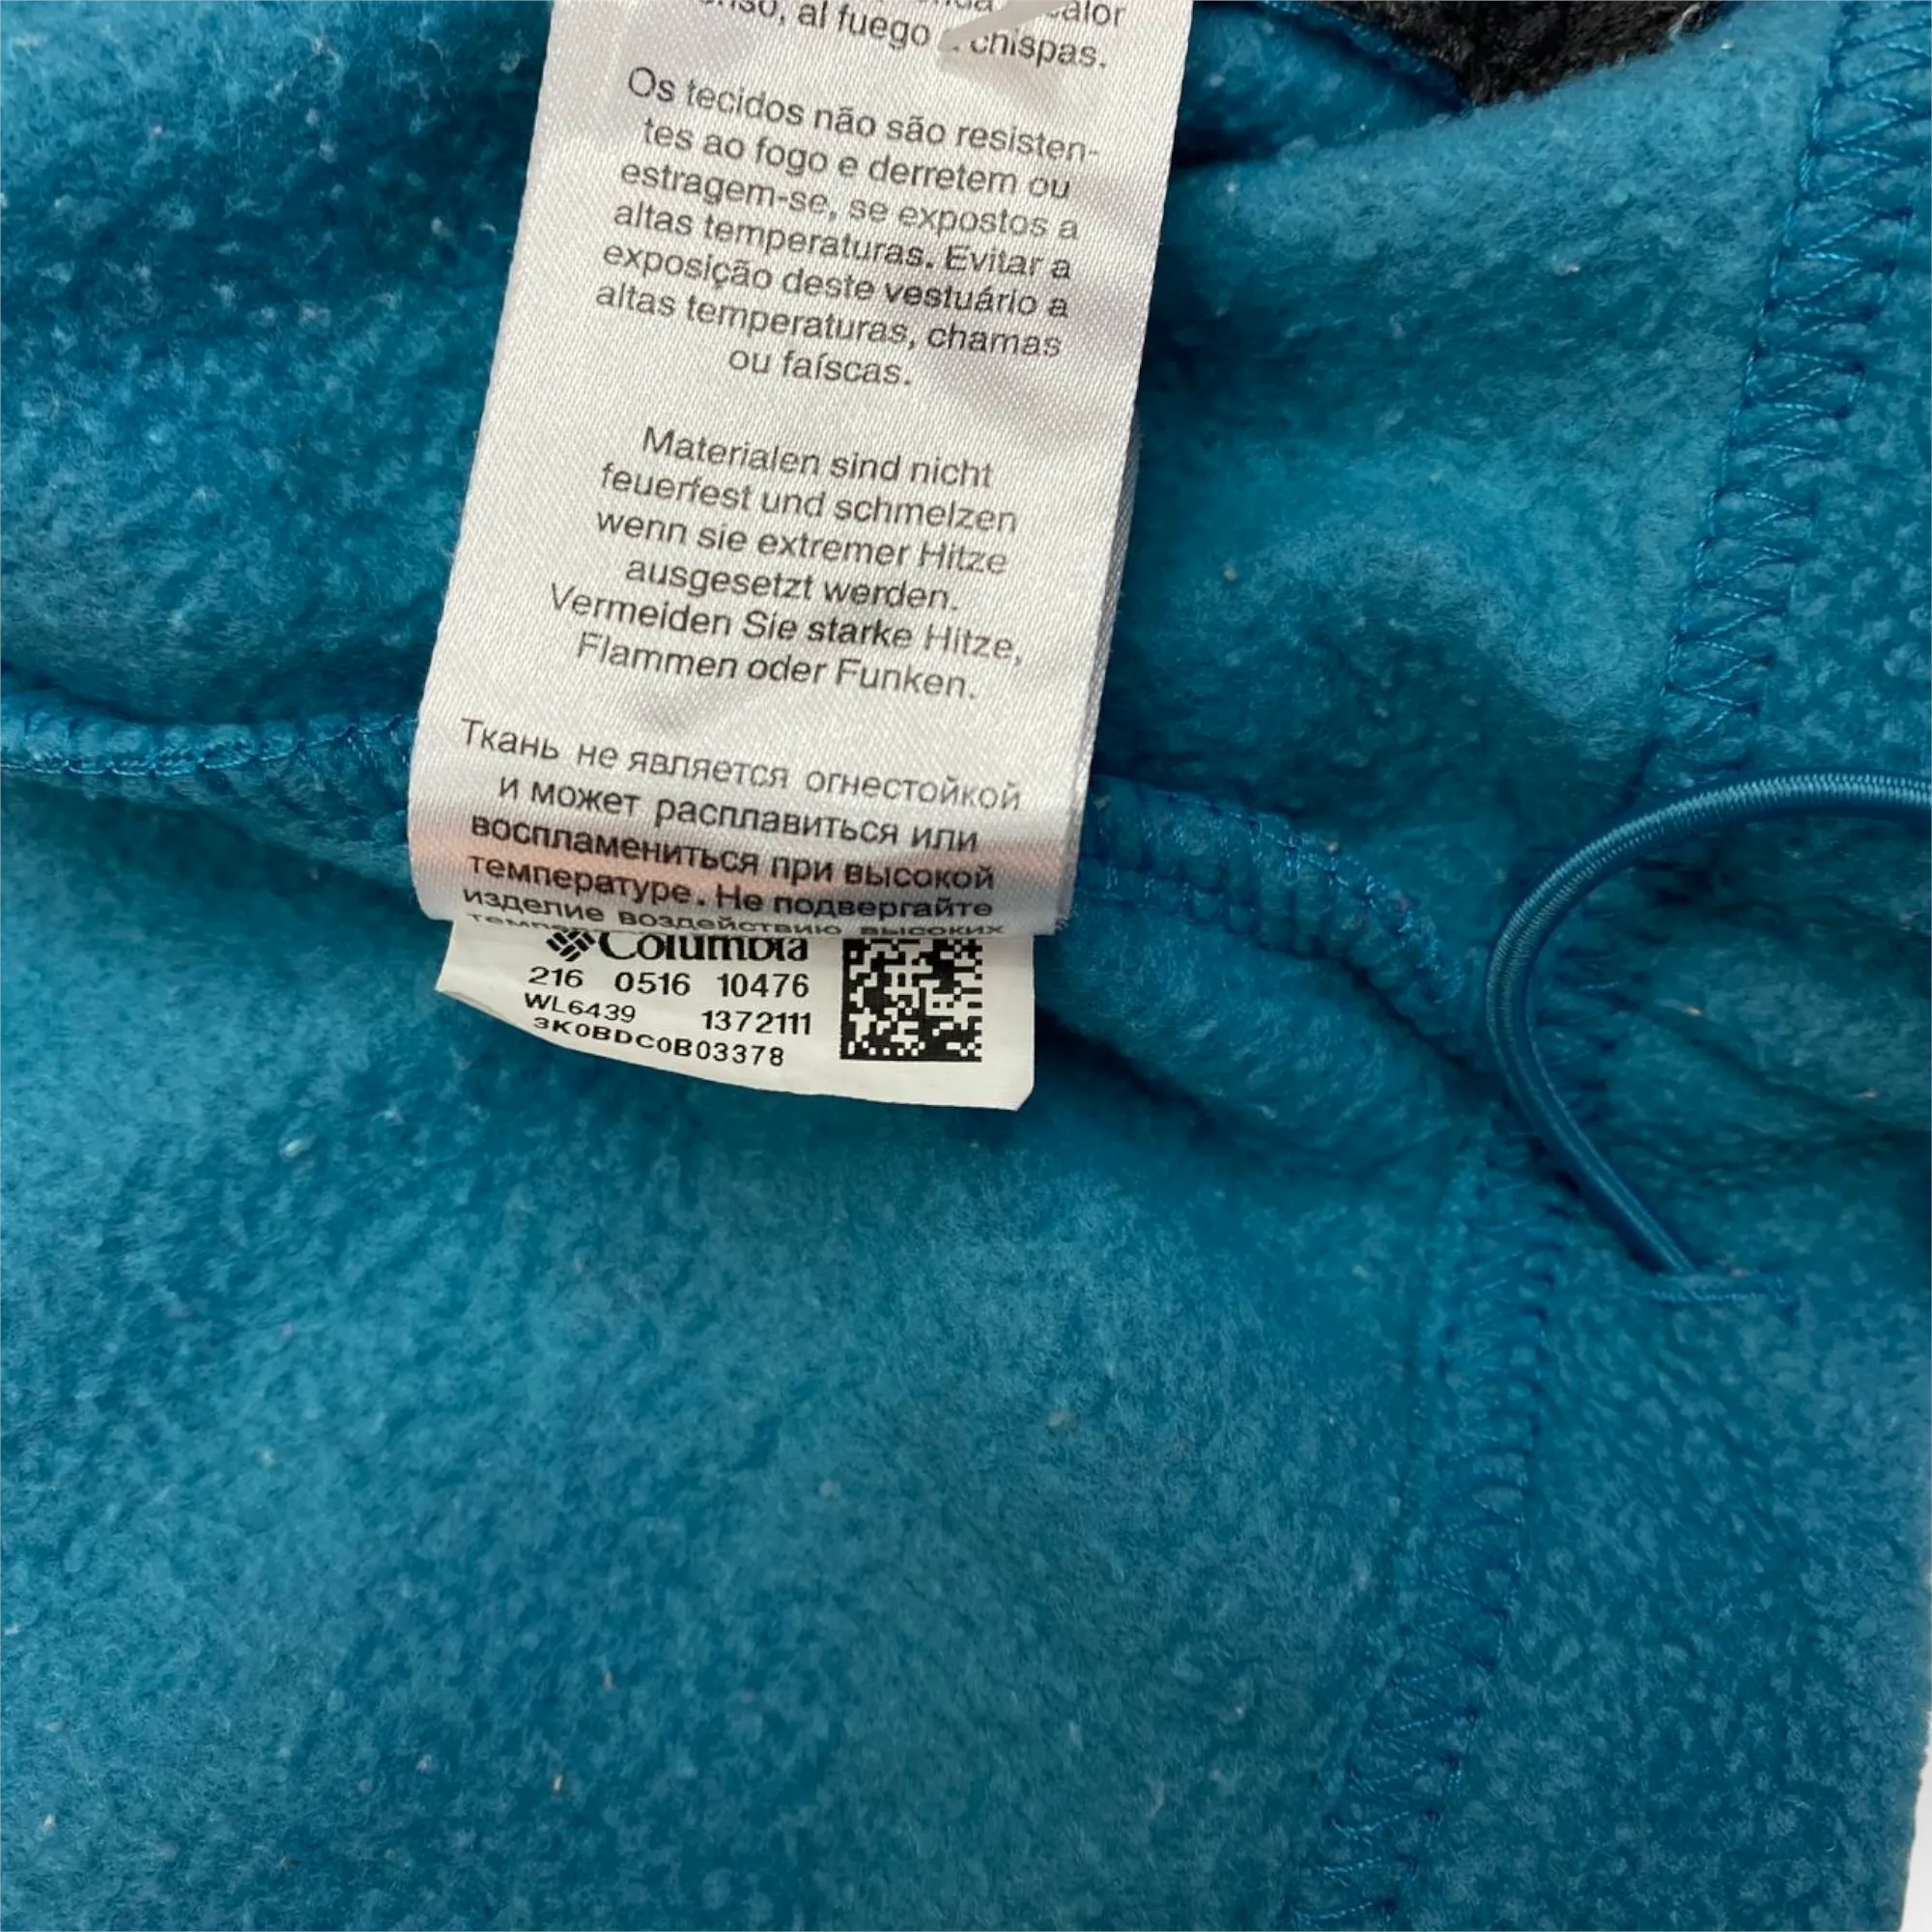 al fuego chispas.
Os tecidos não são resisten-
tes ao fogo e derretem ou
estragem-se, se expostos a
altas temperaturas. Evitar a
exposição deste vestuário a
altas temperaturas, chamas
ou faíscas.
Materialen sind nicht
feuerfest und schmelzen
wenn sie extremer Hitze
ausgesetzt werden.
Vermeiden Sie starke Hitze,
Flammen oder Funken.
Ткань не является огнестойкой
и может расплавиться или
воспламениться при высокой
температуре. Не подвергайте
изделие воздействию высоких
Columbia
216 0516 10476
WL6439 1372111
3K0BDC0B03378